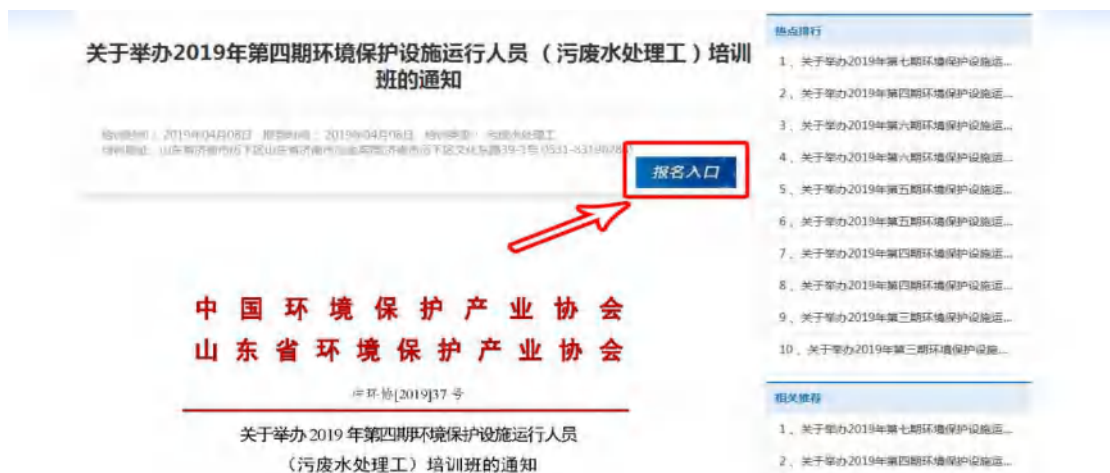 关于举办2019年第四期环境保护设施运行人员（污废水处理工）培训
班的通知
培训时间：2019年04月08日 报到时间：2019年04月08日 培训类型：污废水处理工
报名入口
中国环境保护产业协会
山东省环境保护产业协会
[2019]37 号
关于举办 2019 年第四期环境保护设施运行人员
（污废水处理工）培训班的通知
热点排行
1、关于举办2019年第七期环境保护设施运...
2、关于举办2019年第四期环境保护设施运...
3、关于举办2019年第六期环境保护设施运...
4、关于举办2019年第六期环境保护设施运...
5、关于举办2019年第五期环境保护设施运...
6、关于举办2019年第五期环境保护设施运...
7、关于举办2019年第四期环境保护设施运...
8、关于举办2019年第四期环境保护设施运...
9、关于举办2019年第三期环境保护设施运...
10、关于举办2019年第三期环境保护设施...
相关推荐
1、关于举办2019年第七期环境保护设施运...
2、关于举办2019年第四期环境保护设施运...